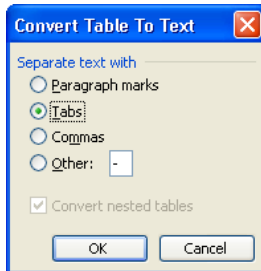 Convert Table To Text
Separate text with
Paragraph marks
Tabs
Commas
Other: -
Convert nested tables
OK Cancel